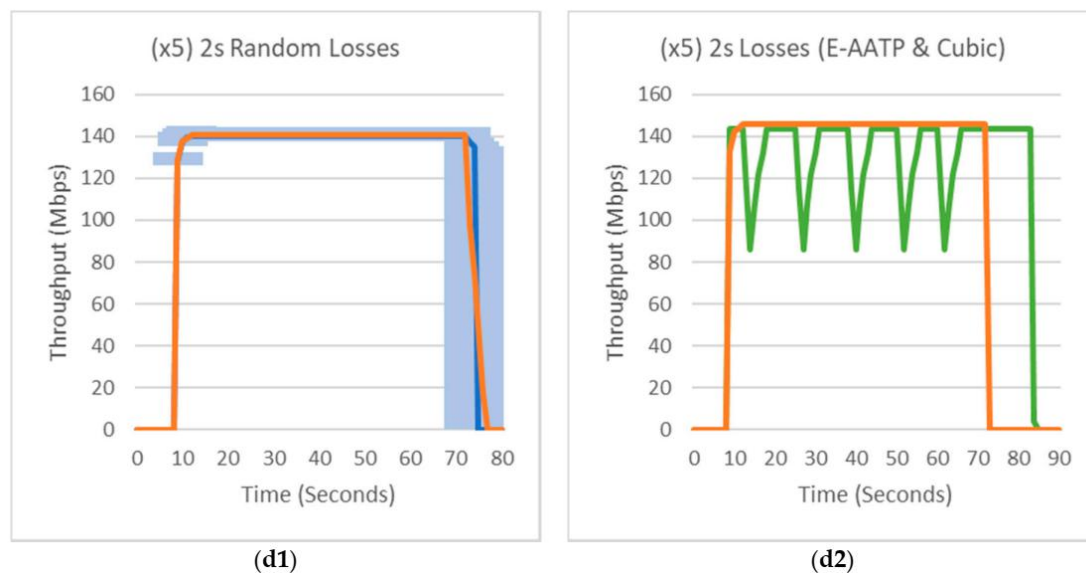 (x5) 2s Random Losses
Throughput (Mbps)
160
140
120
100
80
60
40
20
0
0 10 20 30 40 50 60 70 80
Time (Seconds)
(d1)
(x5) 2s Losses (E-AATP & Cubic)
Throughput (Mbps)
160
140
120
100
80
60
40
20
0
0 10 20 30 40 50 60 70 80 90
Time (Seconds)
(d2)